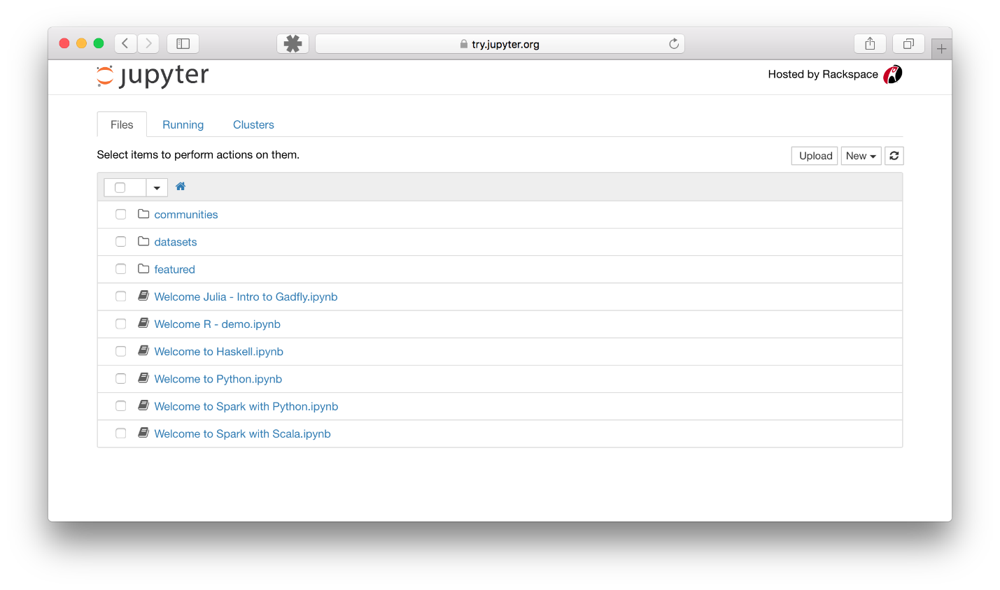 try.jupyter.org
jupyter
Hosted by Rackspace
Files Running Clusters
Select items to perform actions on them.
Upload New
communities
datasets
featured
Welcome Julia - Intro to Gadfly.ipynb
Welcome R - demo.ipynb
Welcome to Haskell.ipynb
Welcome to Python.ipynb
Welcome to Spark with Python.ipynb
Welcome to Spark with Scala.ipynb